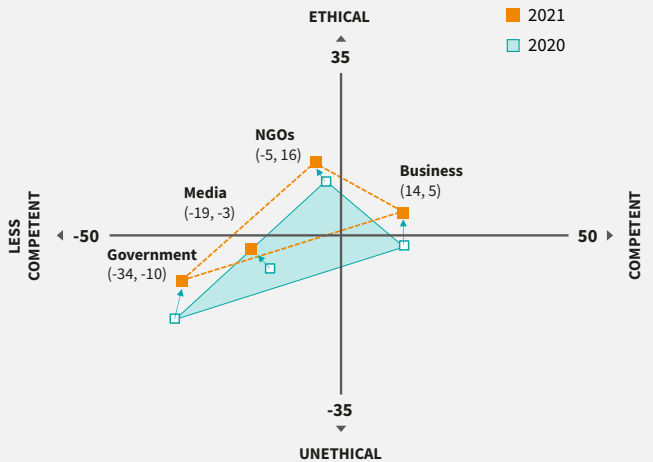 ETHICAL
35
2021
2020
NGOs
(-5, 16)
Business
(14, 5)
Media
(-19, -3)
LESS
COMPETENT
-50
50
COMPETENT
Government
(-34, -10)
-35
UNETHICAL